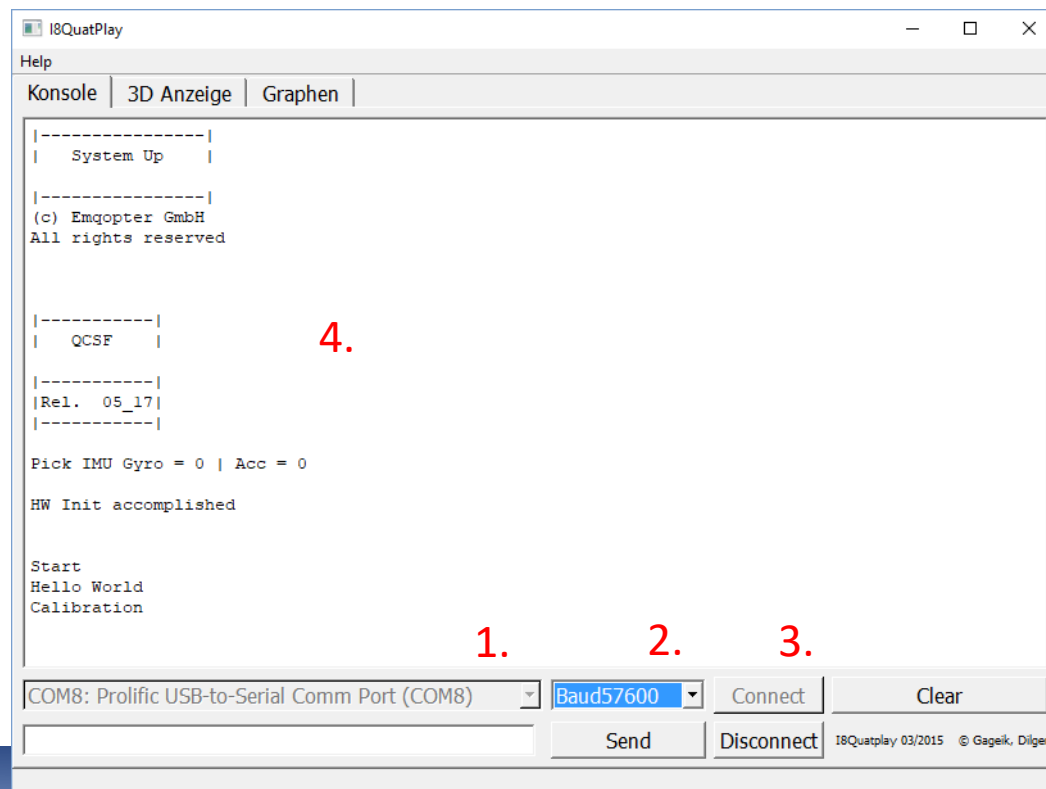 I8QuatPlay
Help
Konsole 3D Anzeige Graphen
|----------------|
|   System Up    |
|----------------|
(c) Emqopter GmbH
All rights reserved
|-----------|
|   QCSF    |
4.
|-----------|
|Rel.  05_17|
|-----------|
Pick IMU Gyro = 0 | Acc = 0
HW Init accomplished
Start
Hello World
Calibration
1. 2. 3.
COM8: Prolific USB-to-Serial Comm Port (COM8) Baud57600 Connect Clear
Send Disconnect I8Quatplay 03/2015 © Gageik,